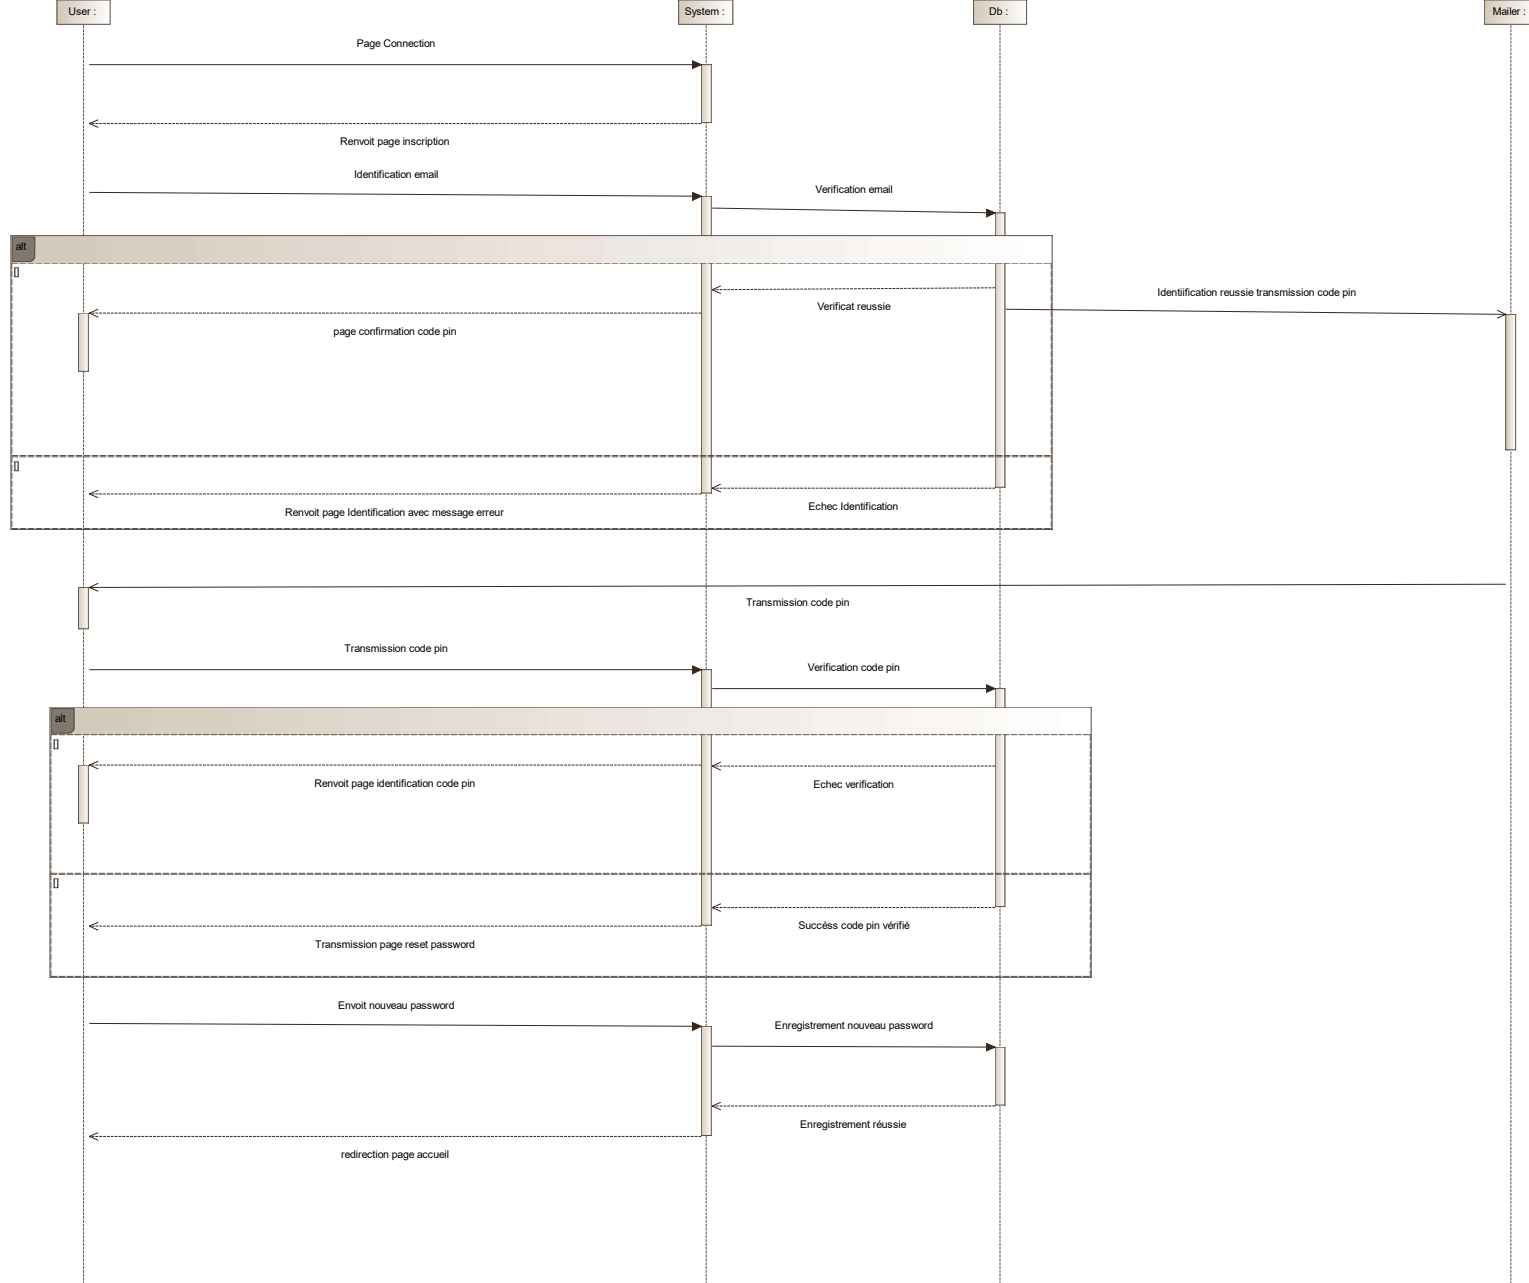 User :
System :
Db :
Mailer :
Page Connection
Renvoit page inscription
Identification email
Verification email
alt
[]
Identiification reussie transmission code pin
Verificat reussie
page confirmation code pin
[]
Echec Identification
Renvoit page Identification avec message erreur
Transmission code pin
Transmission code pin
Verification code pin
alt
[]
Renvoit page identification code pin
Echec verification
[]
Succéss code pin vérifié
Transmission page reset password
Envoit nouveau password
Enregistrement nouveau password
Enregistrement réussie
redirection page accueil